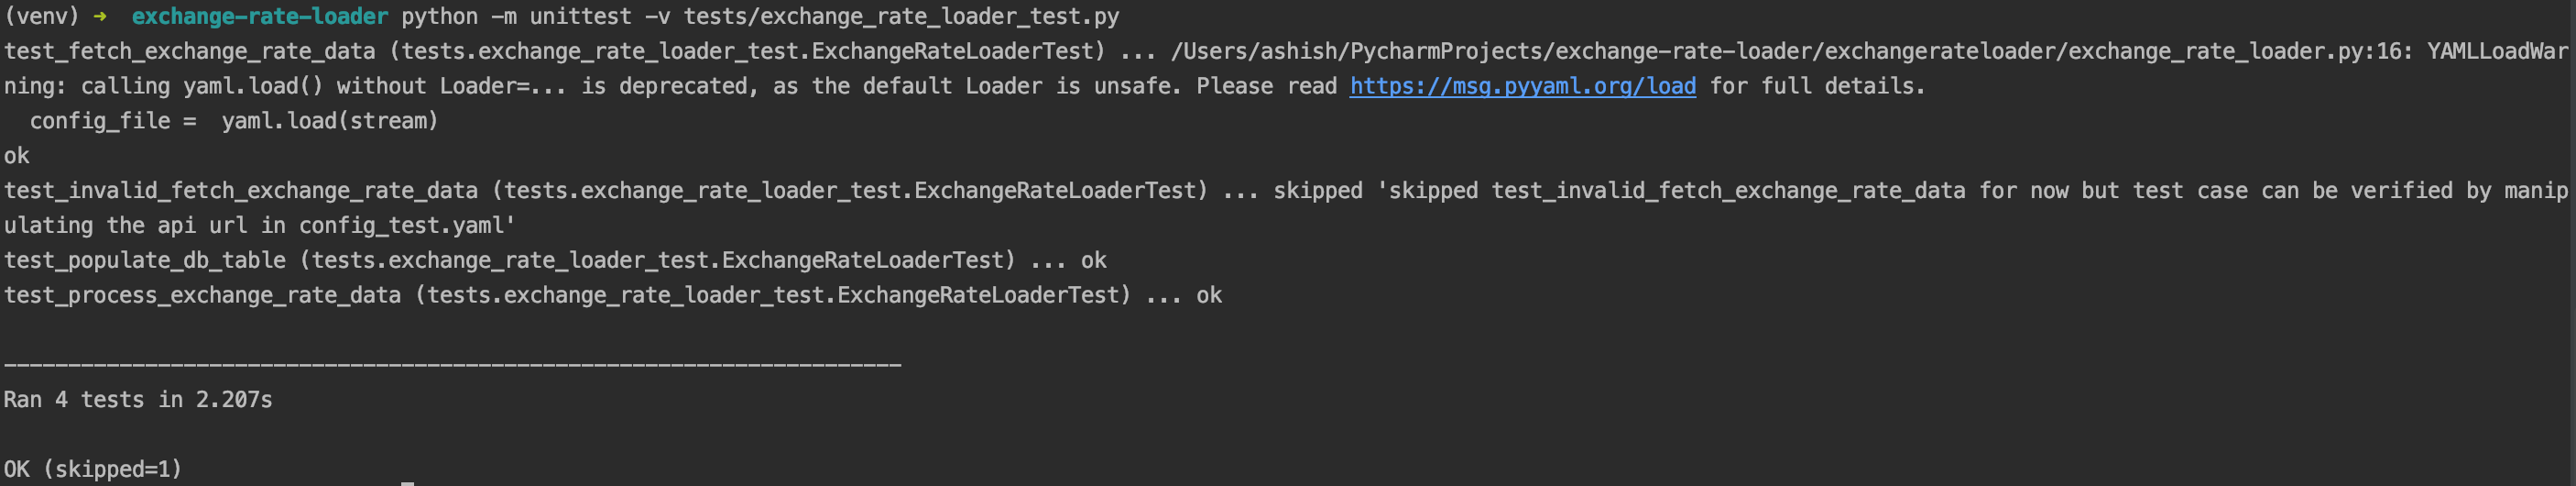 (venv) ➜  exchange-rate-loader python -m unittest -v tests/exchange_rate_loader_test.py
test_fetch_exchange_rate_data (tests.exchange_rate_loader_test.ExchangeRateLoaderTest) ... /Users/ashish/PycharmProjects/exchange-rate-loader/exchangerateloader/exchange_rate_loader.py:16: YAMLLoadWar
ning: calling yaml.load() without Loader=... is deprecated, as the default Loader is unsafe. Please read https://msg.pyyaml.org/load for full details.
  config_file =  yaml.load(stream)
ok
test_invalid_fetch_exchange_rate_data (tests.exchange_rate_loader_test.ExchangeRateLoaderTest) ... skipped 'skipped test_invalid_fetch_exchange_rate_data for now but test case can be verified by manip
ulating the api url in config_test.yaml'
test_populate_db_table (tests.exchange_rate_loader_test.ExchangeRateLoaderTest) ... ok
test_process_exchange_rate_data (tests.exchange_rate_loader_test.ExchangeRateLoaderTest) ... ok

----------------------------------------------------------------------
Ran 4 tests in 2.207s

OK (skipped=1)